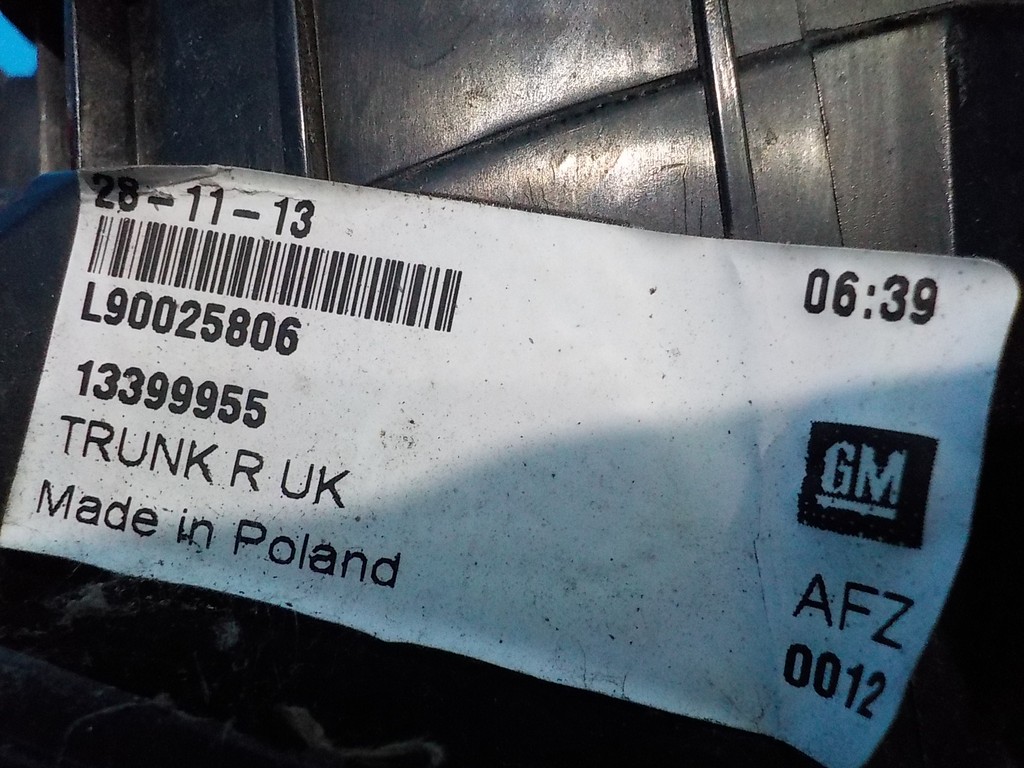 28-11-13
06:39
L90025806
13399955
TRUNK R UK
Made in Poland
GM
AFZ
0012